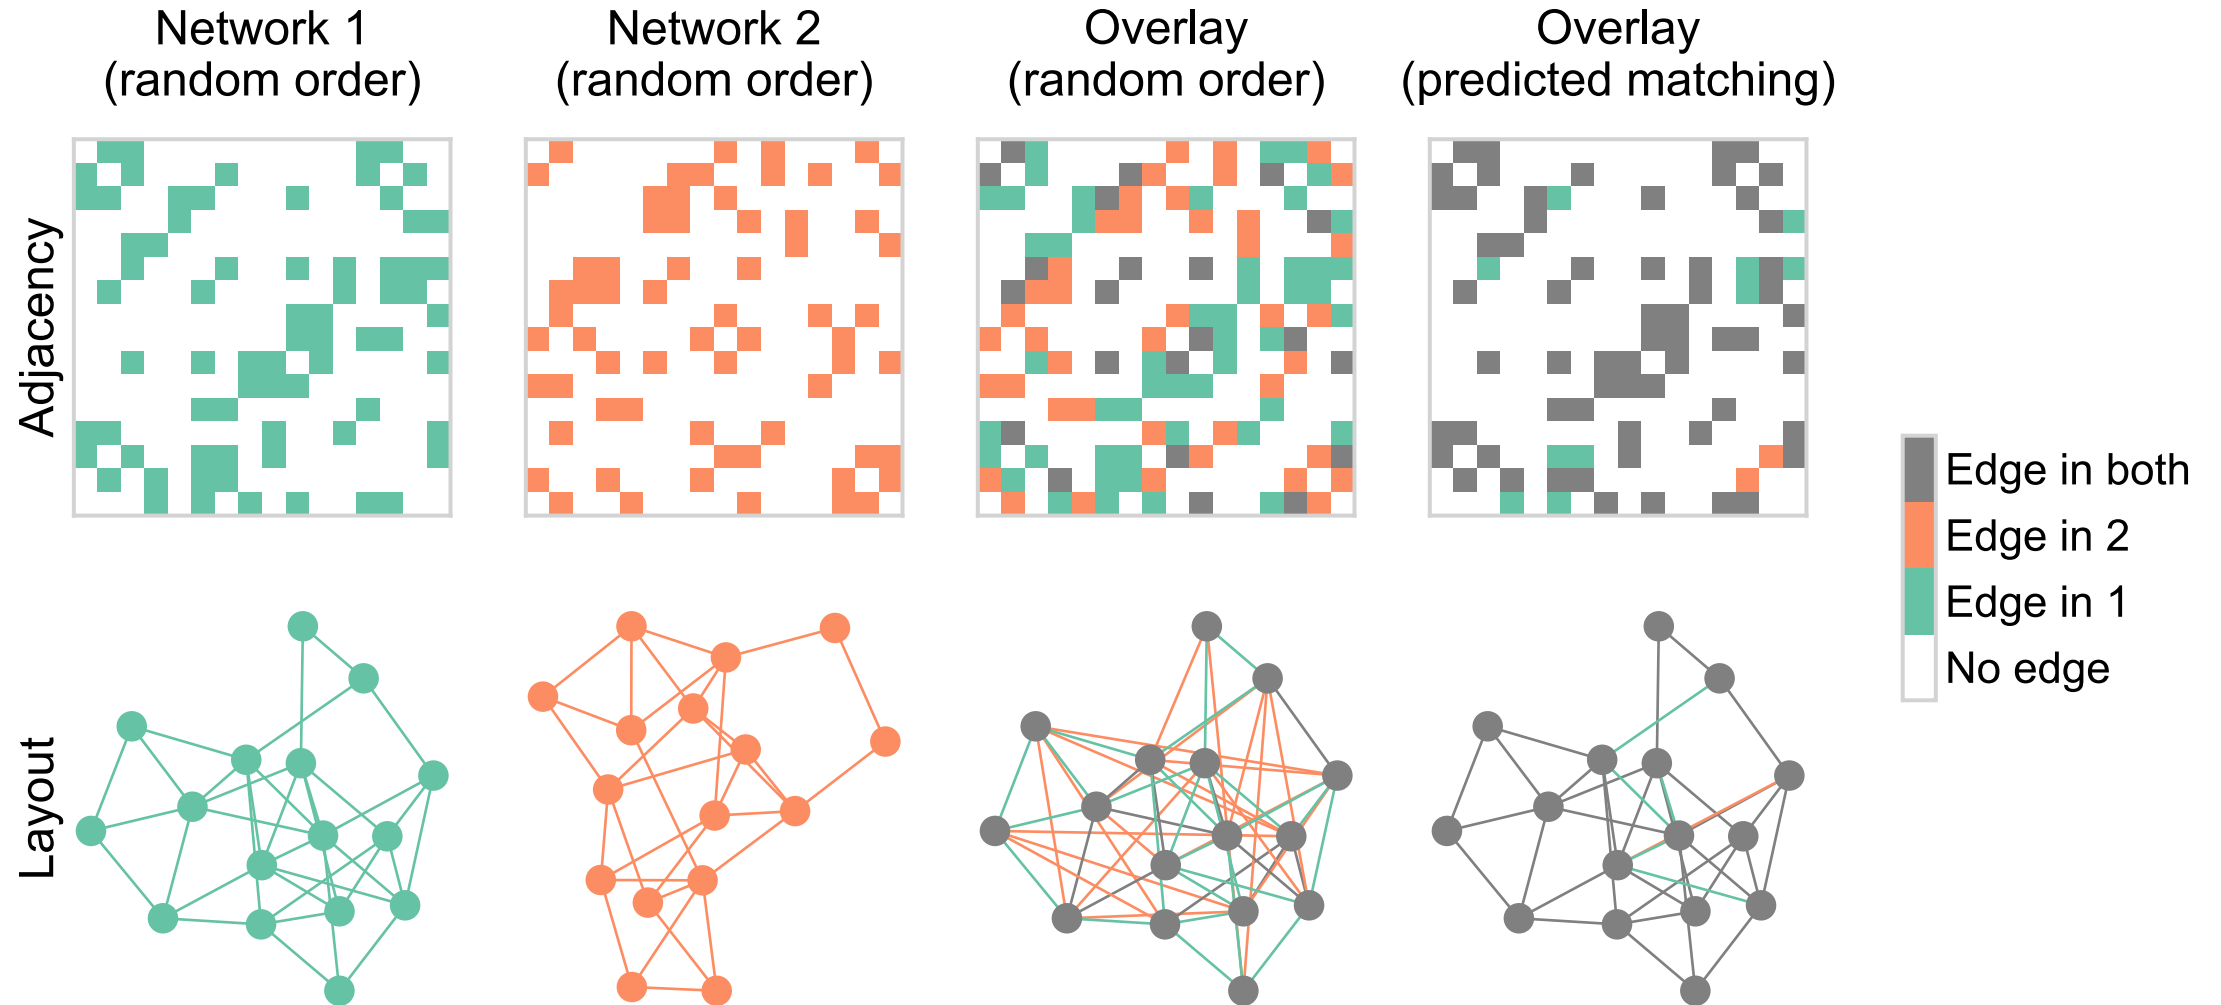 Network 1
(random order)
Network 2
(random order)
Overlay
(random order)
Overlay
(predicted matching)
Adjacency
Edge in both
Edge in 2
Edge in 1
No edge
Layout